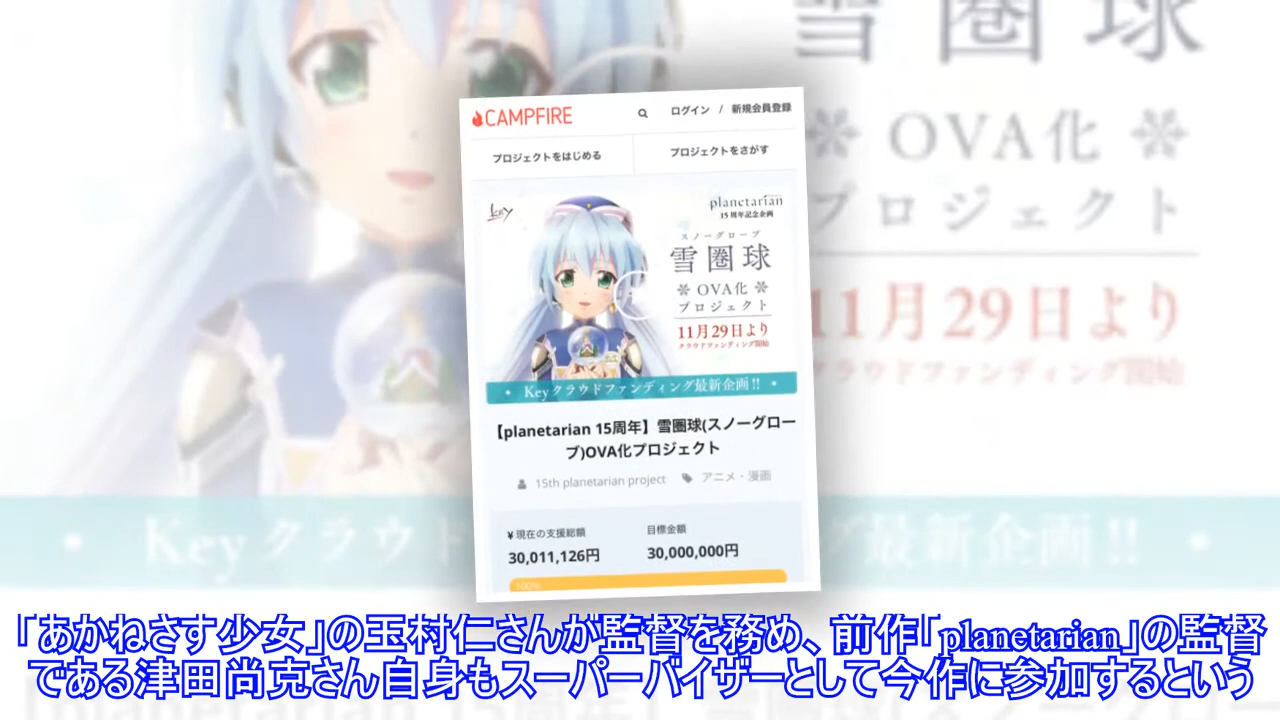 CAMPFIRE
ログイン / 新規会員登録
プロジェクトをはじめる
プロジェクトをさがす
Key
planetarian
15周年記念企画
スノーグローブ
雪圏球
OVA化
プロジェクト
11月29日より
クラウドファンディング開始
Keyクラウドファンディング最新企画!!
【planetarian 15周年】雪圏球(スノーグロー
ブ)OVA化プロジェクト
15th planetarian project アニメ・漫画
¥現在の支援総額
30,011,126円
目標金額
30,000,000円
100%
雪圏球
OVA化
プロジェクト
11月29日より
クラウドファンディング開始
Keyクラウド
グ最新企画!!
「あかねさす少女」の玉村仁さんが監督を務め、前作「planetarian」の監督
である津田尚克さん自身もスーパーバイザーとして今作に参加するという